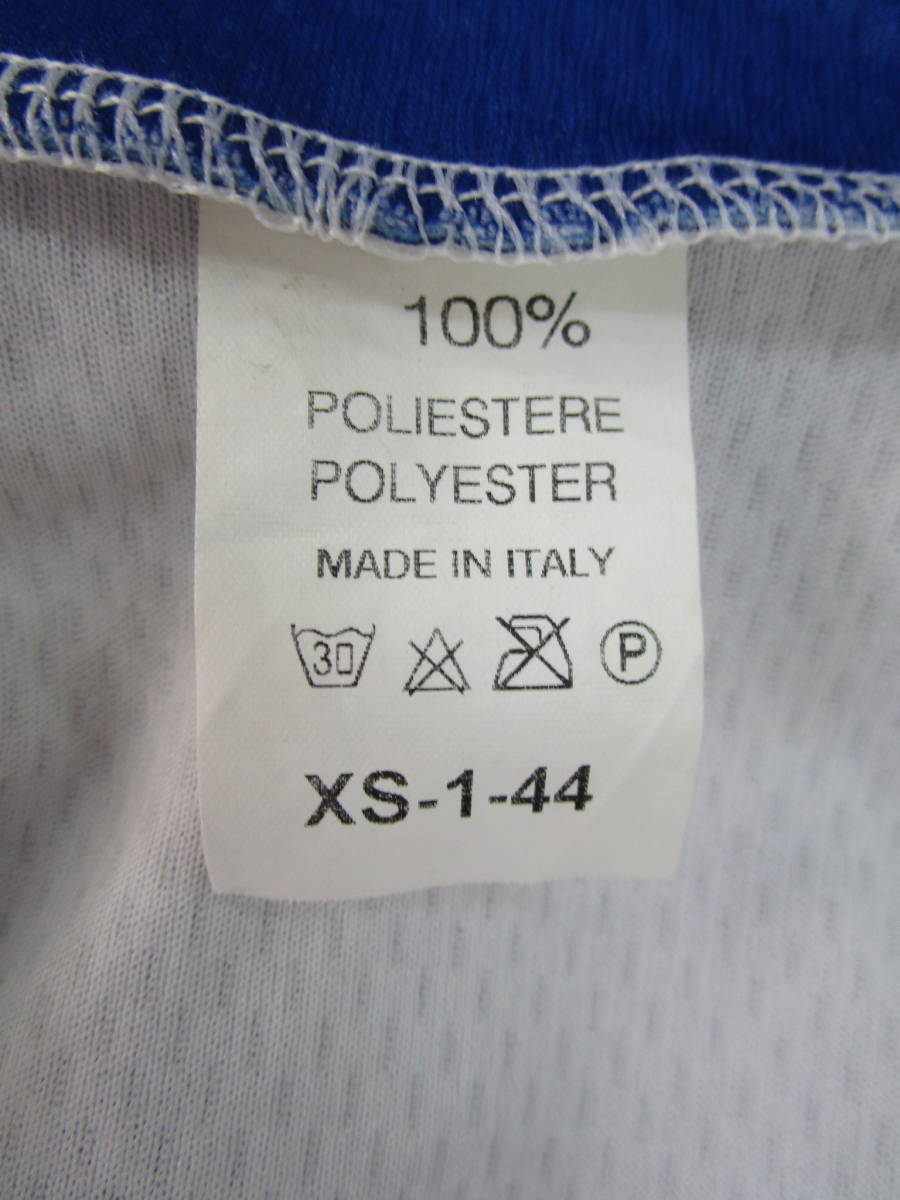 100%
POLIESTERE
POLYESTER
MADE IN ITALY
30 P
XS-1-44